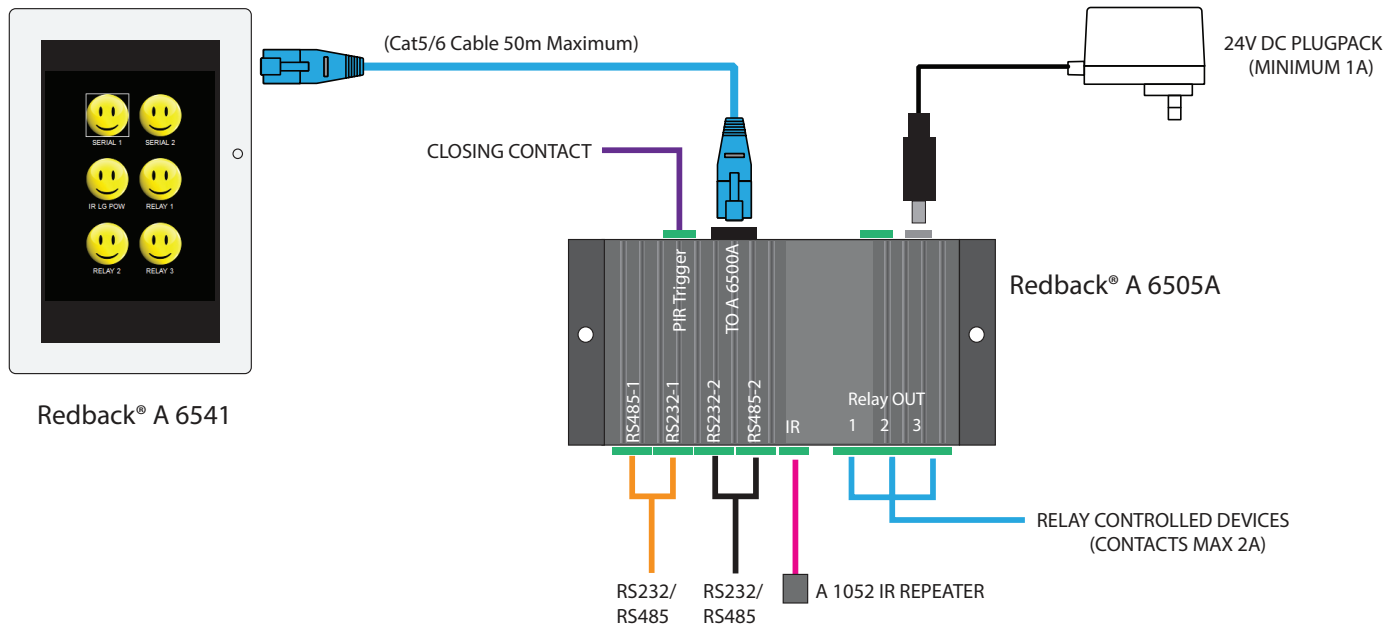 (Cat5/6 Cable 50m Maximum)
24V DC PLUGPACK
(MINIMUM 1A)
SERIAL 1
SERIAL 2
IR LG POW
RELAY 1
RELAY 2
RELAY 3
CLOSING CONTACT
Redback® A 6541
Redback® A 6505A
PIR Trigger
TO A 6500A
RS485-1
RS232-1
RS232-2
RS485-2
IR
Relay OUT
1 2 3
RELAY CONTROLLED DEVICES
(CONTACTS MAX 2A)
RS232/
RS485
RS232/
RS485
A 1052 IR REPEATER